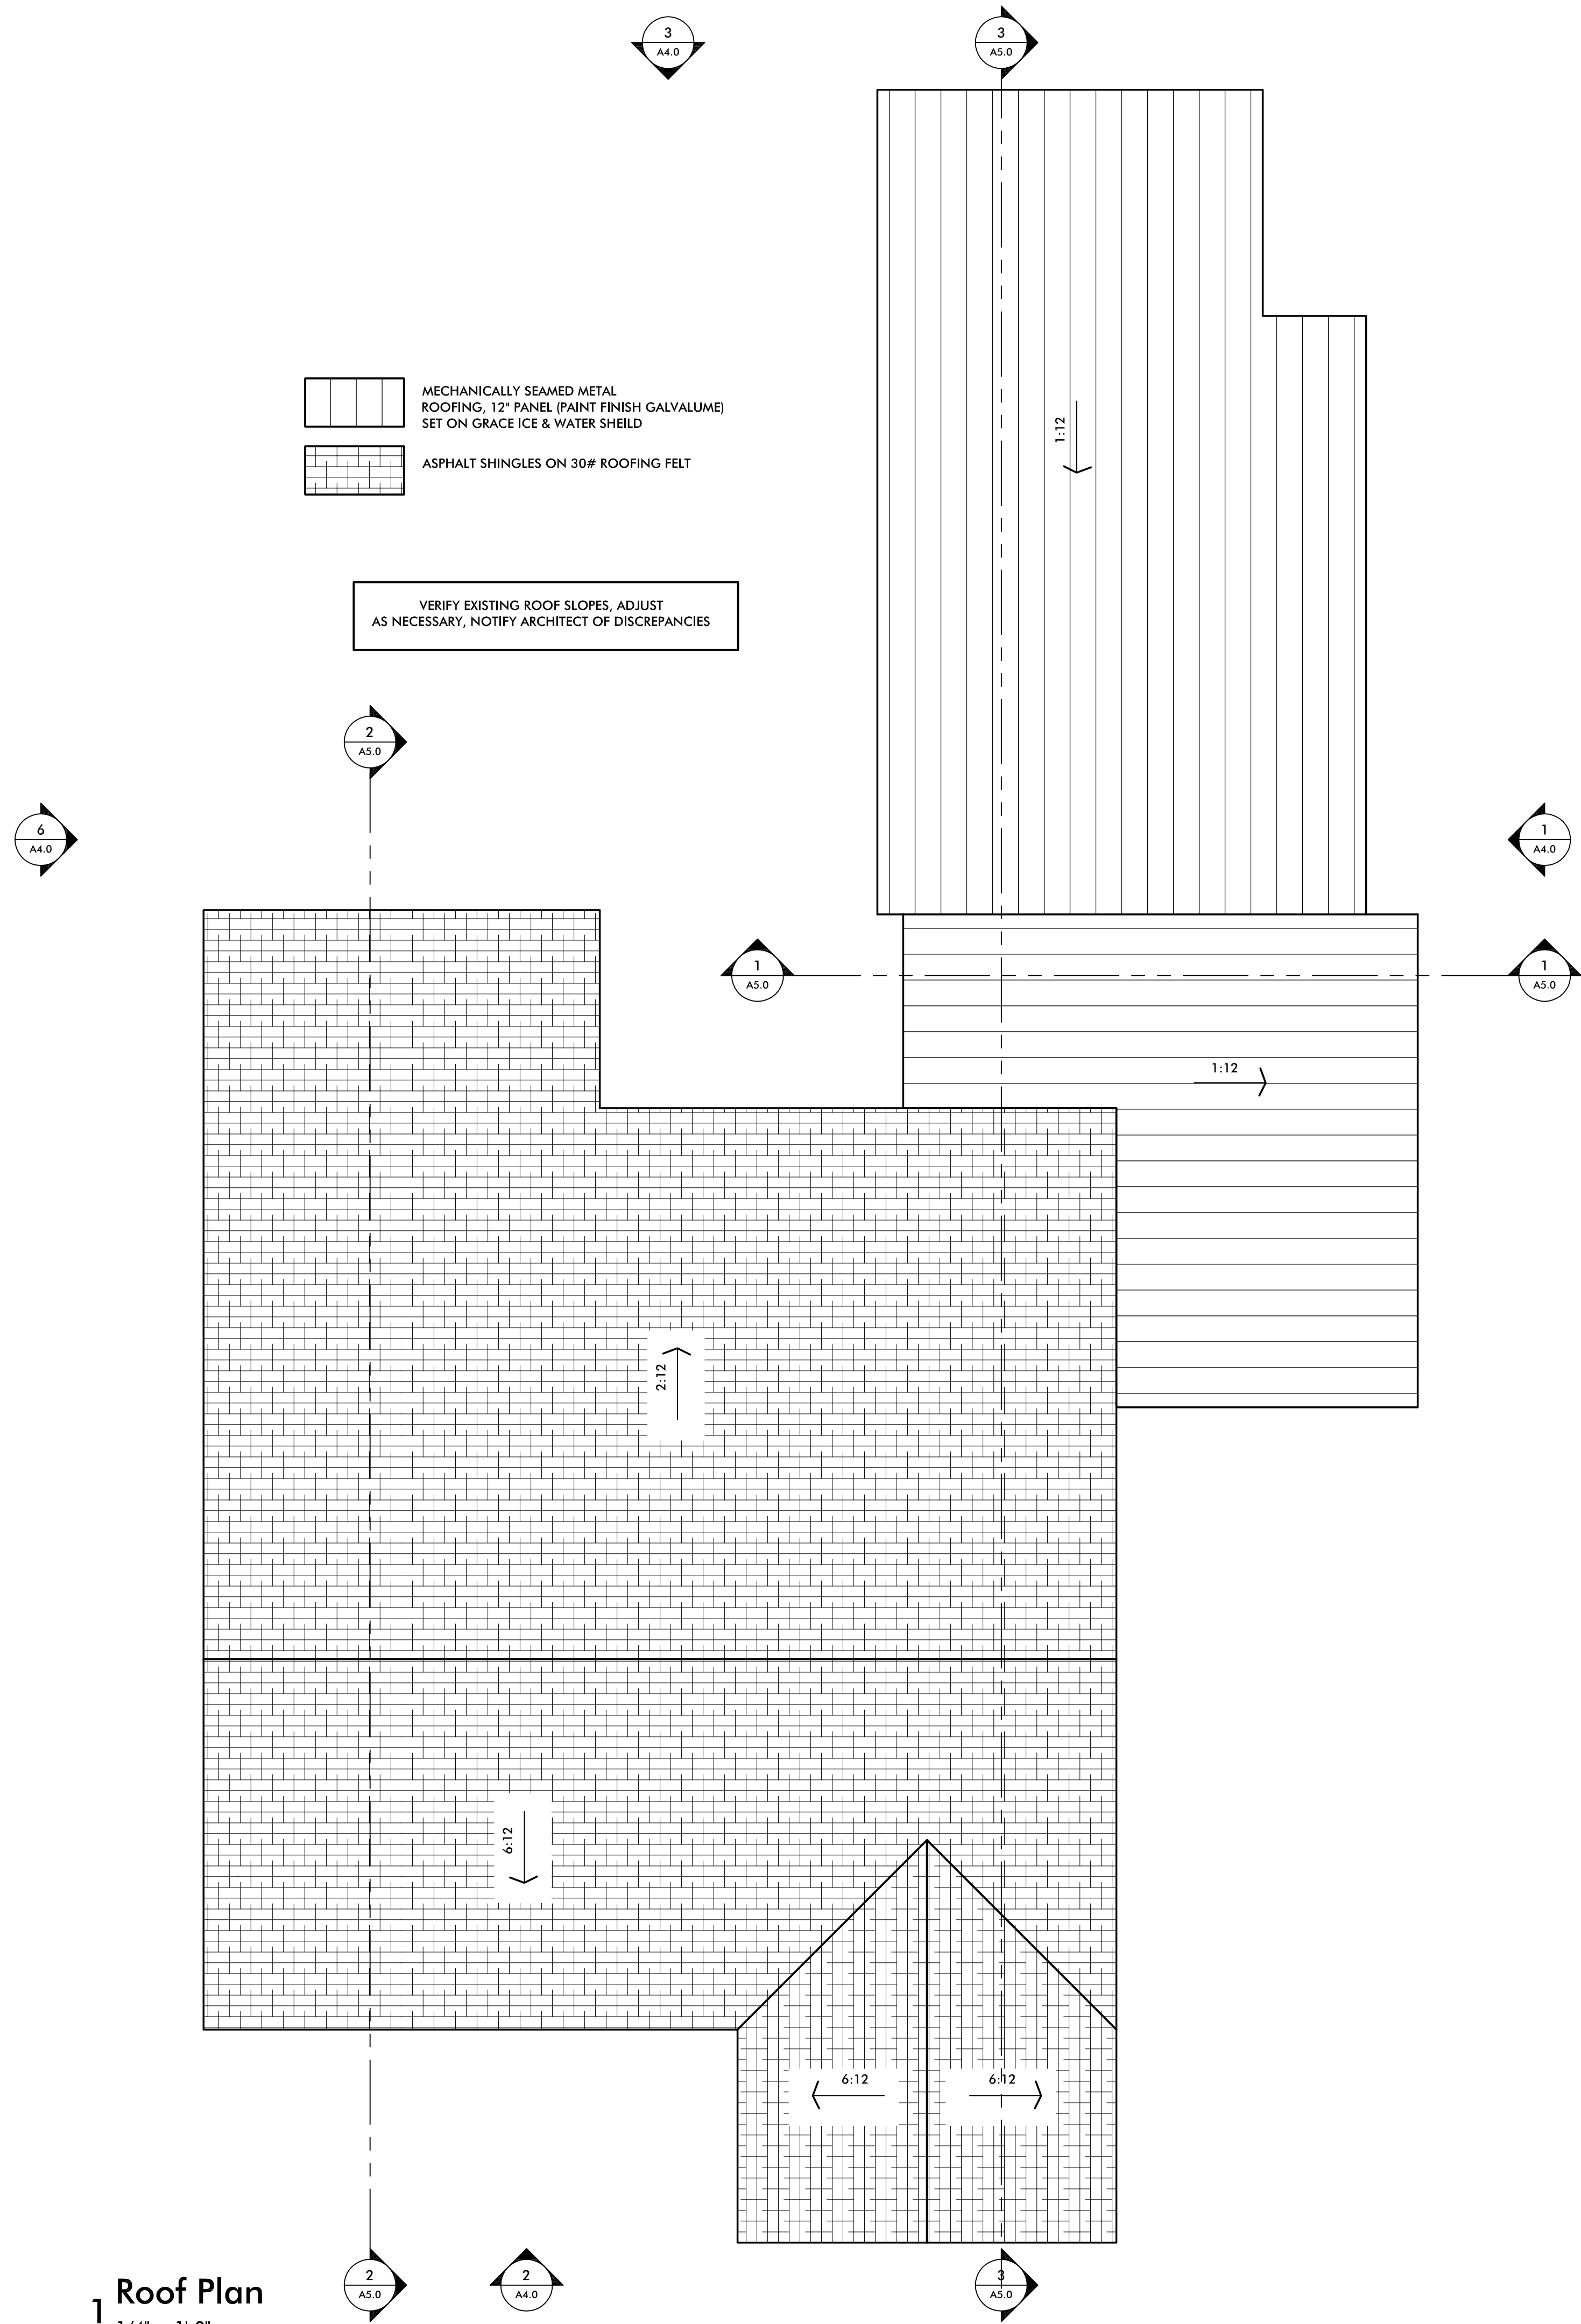 3
A4.0
3
A5.0
MECHANICALLY SEAMED METAL
ROOFING, 12" PANEL (PAINT FINISH GALVALUME)
SET ON GRACE ICE & WATER SHEILD
ASPHALT SHINGLES ON 30# ROOFING FELT
1:12
VERIFY EXISTING ROOF SLOPES, ADJUST
AS NECESSARY, NOTIFY ARCHITECT OF DISCREPANCIES
2
A5.0
6
A4.0
1
A4.0
1
A5.0
1
A5.0
1:12
2:12
6:12
6:12
6:12
2
A5.0
2
A4.0
3
A5.0
1 Roof Plan